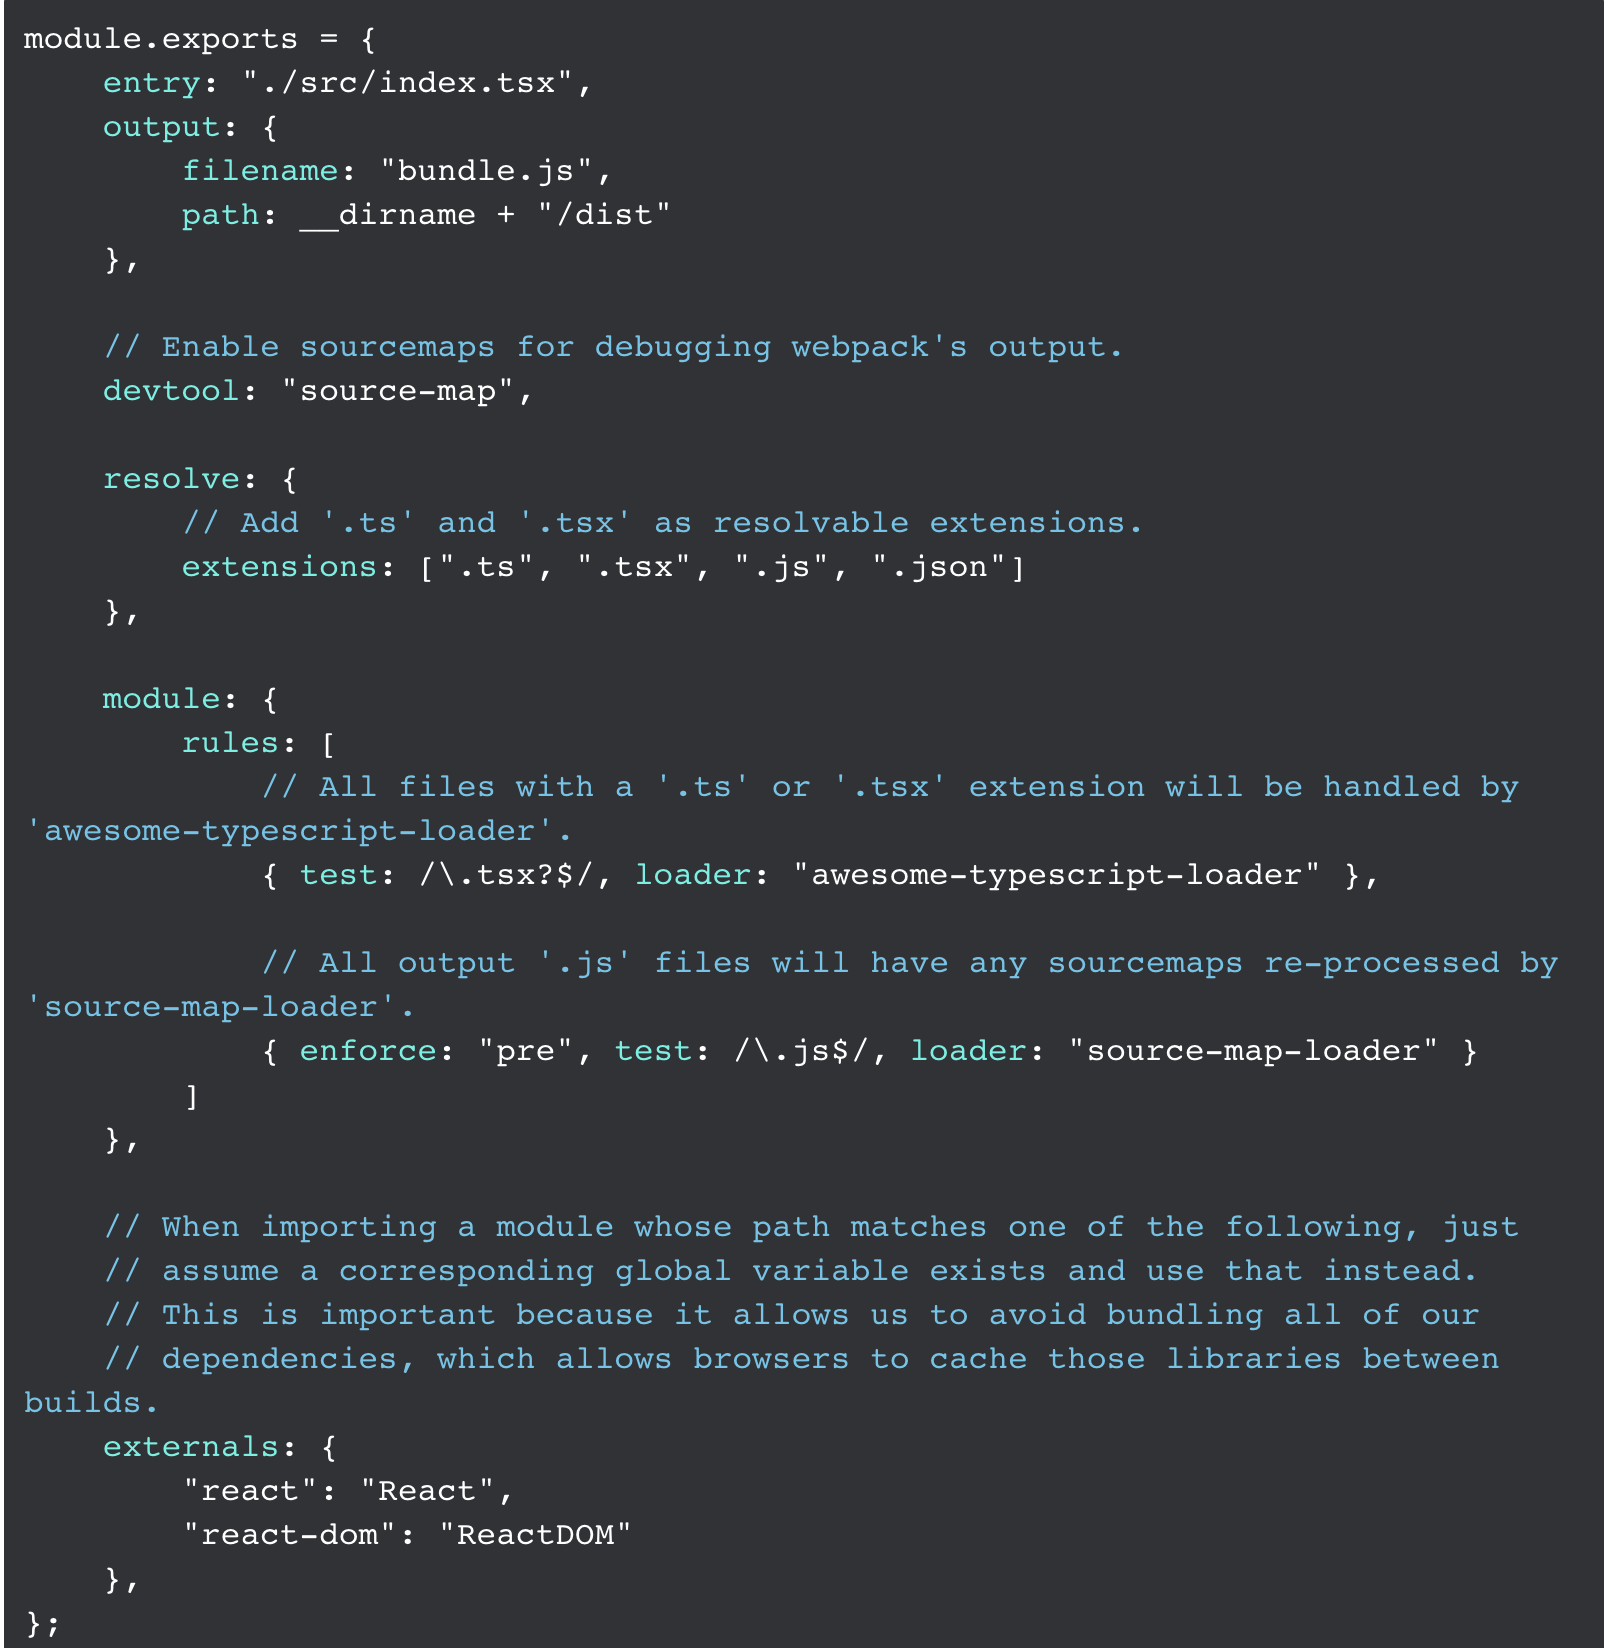 module.exports = {
    entry: "./src/index.tsx",
    output: {
        filename: "bundle.js",
        path: __dirname + "/dist"
    },

    // Enable sourcemaps for debugging webpack's output.
    devtool: "source-map",

    resolve: {
        // Add '.ts' and '.tsx' as resolvable extensions.
        extensions: [".ts", ".tsx", ".js", ".json"]
    },

    module: {
        rules: [
            // All files with a '.ts' or '.tsx' extension will be handled by
'awesome-typescript-loader'.
            { test: /\.tsx?$/, loader: "awesome-typescript-loader" },

            // All output '.js' files will have any sourcemaps re-processed by
'source-map-loader'.
            { enforce: "pre", test: /\.js$/, loader: "source-map-loader" }
        ]
    },

    // When importing a module whose path matches one of the following, just
    // assume a corresponding global variable exists and use that instead.
    // This is important because it allows us to avoid bundling all of our
    // dependencies, which allows browsers to cache those libraries between
builds.
    externals: {
        "react": "React",
        "react-dom": "ReactDOM"
    },
};